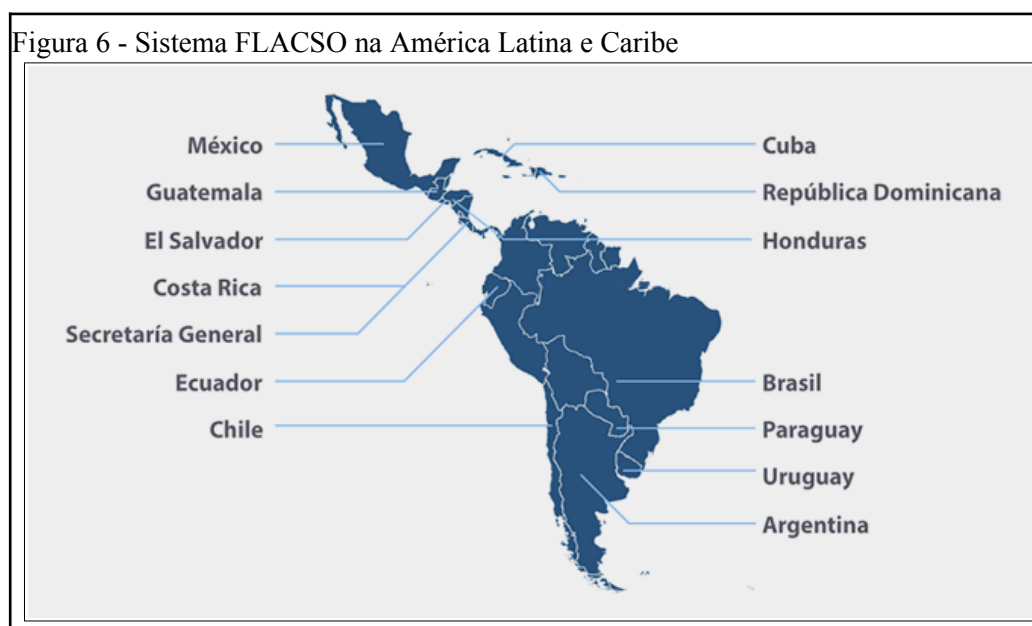 Figura 6 - Sistema FLACSO na América Latina e Caribe
México
Guatemala
El Salvador
Costa Rica
Secretaría General
Ecuador
Chile
Cuba
República Dominicana
Honduras
Brasil
Paraguay
Uruguay
Argentina